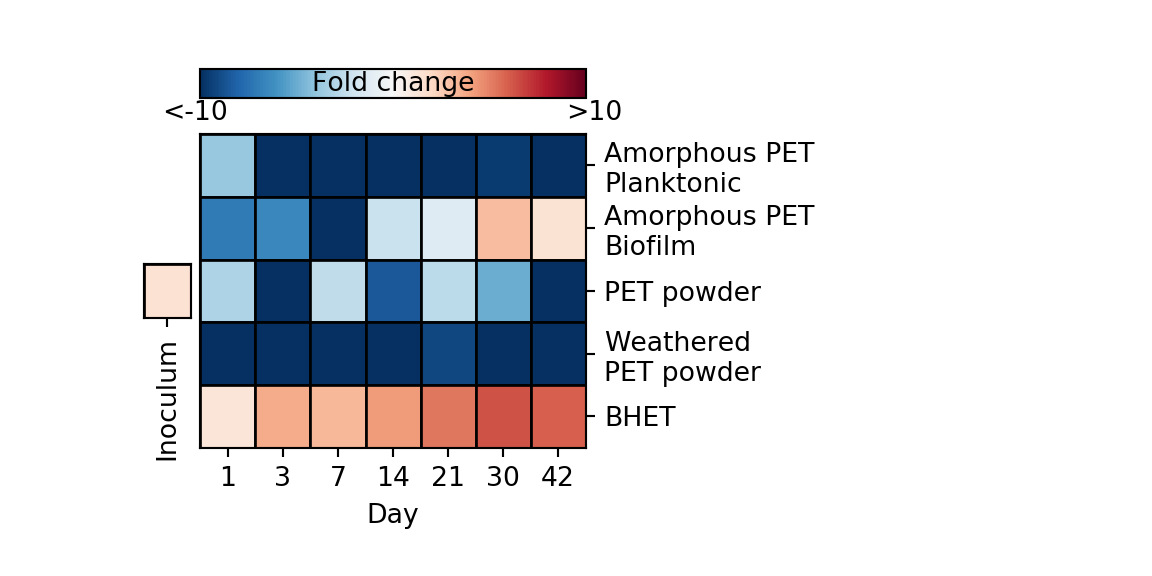 Fold change
<-10
>10
Amorphous PET
Planktonic
Amorphous PET
Biofilm
PET powder
Weathered
PET powder
BHET
Inoculum
1 3 7 14 21 30 42
Day